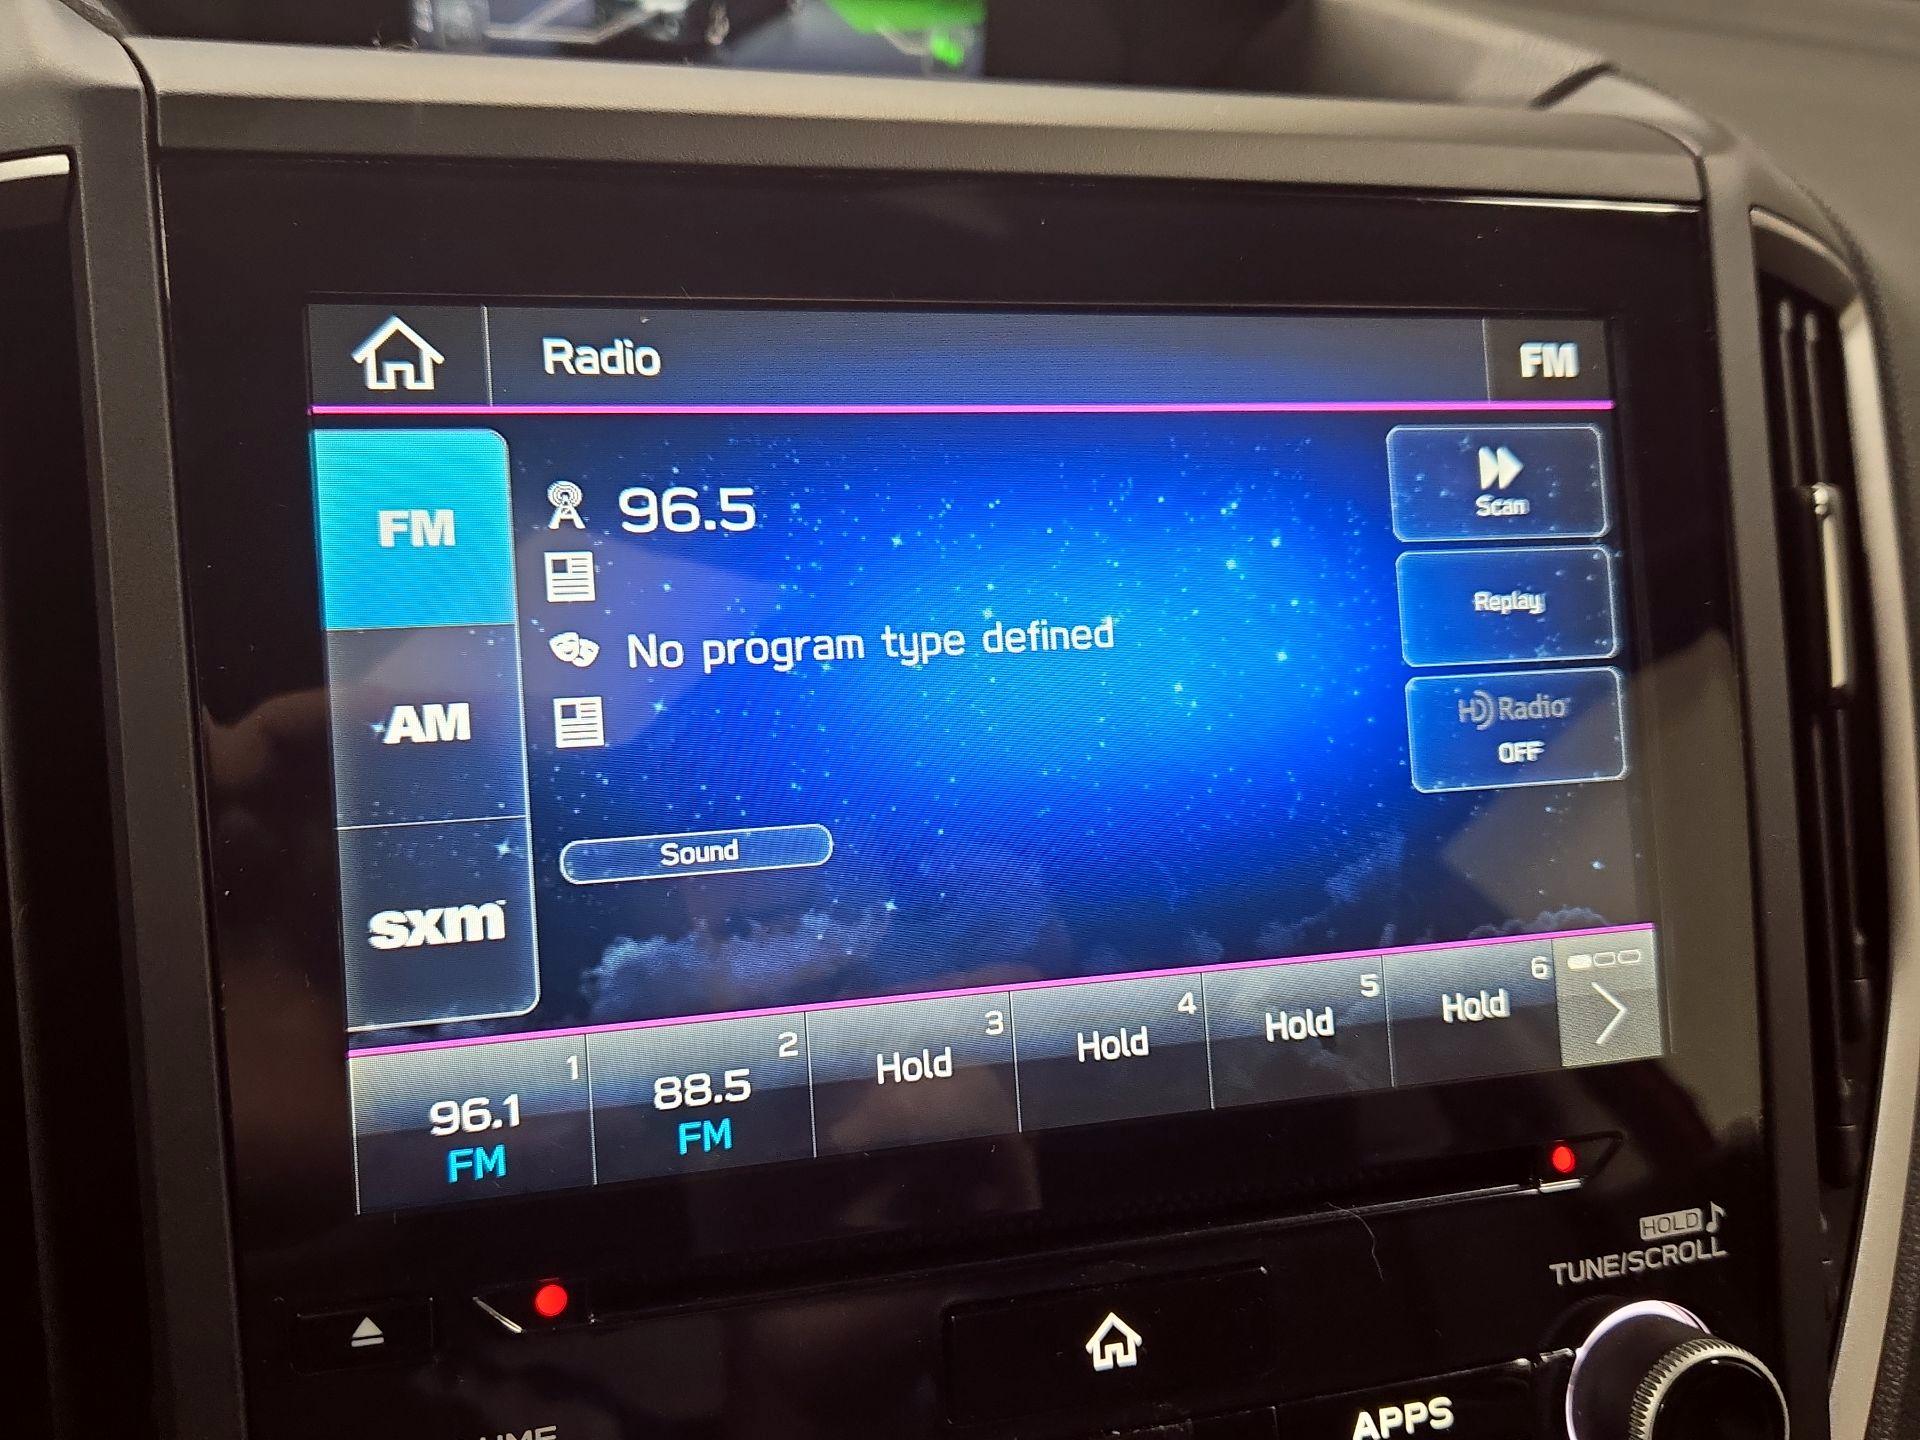 Radio
FM
FM
96.5
Scan
Replay
No program type defined
AM
HD Radio
OFF
Sound
sxm
1
96.1
FM
2
88.5
FM
3
Hold
4
Hold
5
Hold
6
Hold
HOLD
TUNE/SCROLL
APPS